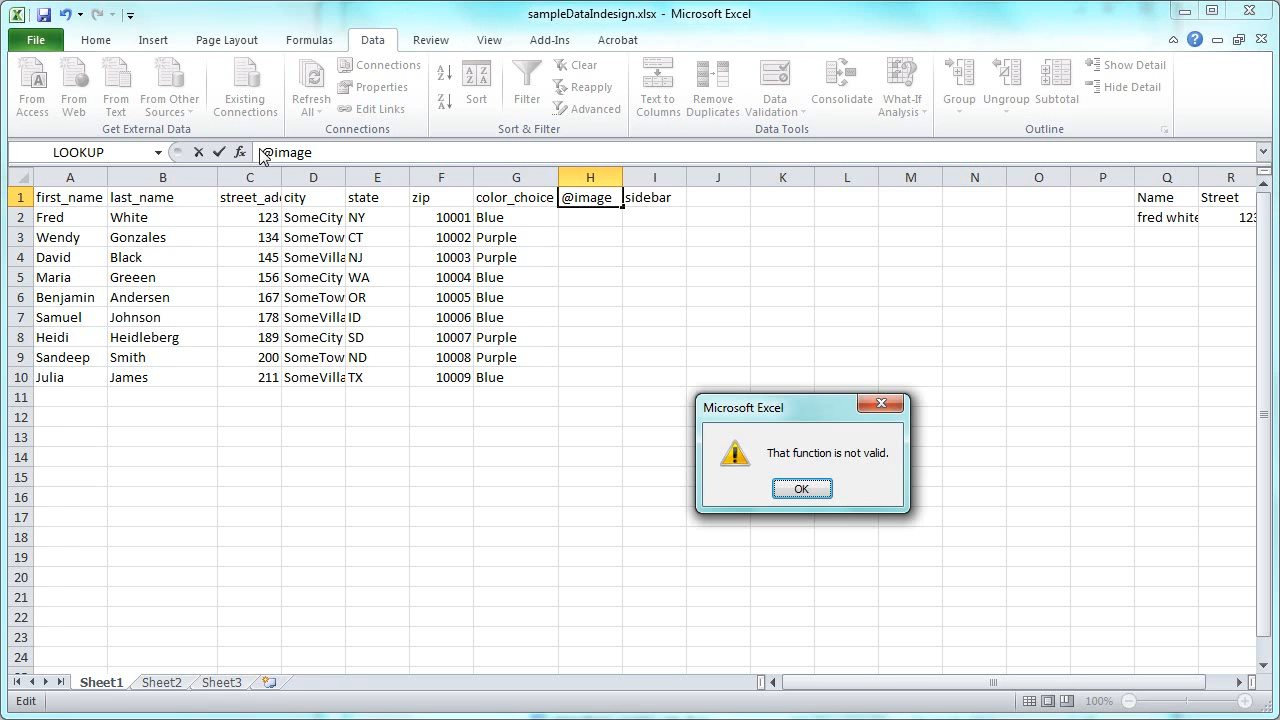 sampleDataIndesign.xlsx - Microsoft Excel
File Home Insert Page Layout Formulas Data Review View Add-Ins Acrobat
From Access
From Web
From Text
From Other Sources
Existing Connections
Get External Data
Refresh All
Connections
Properties
Edit Links
Connections
Sort
Filter
Clear
Reapply
Advanced
Sort & Filter
Text to Columns
Remove Duplicates
Data Validation
Consolidate
What-If Analysis
Data Tools
Group
Ungroup
Subtotal
Show Detail
Hide Detail
Outline
LOOKUP fx @image
A B C D E F G H I J K L M N O P Q R
1 first_name last_name street_ad city state zip color_choice @image sidebar Name Street
2 Fred White 123 SomeCity NY 10001 Blue fred white 123
3 Wendy Gonzales 134 SomeTow CT 10002 Purple
4 David Black 145 SomeVilla NJ 10003 Purple
5 Maria Greeen 156 SomeCity WA 10004 Blue
6 Benjamin Andersen 167 SomeTow OR 10005 Blue
7 Samuel Johnson 178 SomeVilla ID 10006 Blue
8 Heidi Heidleberg 189 SomeCity SD 10007 Purple
9 Sandeep Smith 200 SomeTow ND 10008 Purple
10 Julia James 211 SomeVilla TX 10009 Blue
11
12
13
14
15
16
17
18
19
20
21
22
23
24
Microsoft Excel
That function is not valid.
OK
Sheet1 Sheet2 Sheet3
Edit 100%